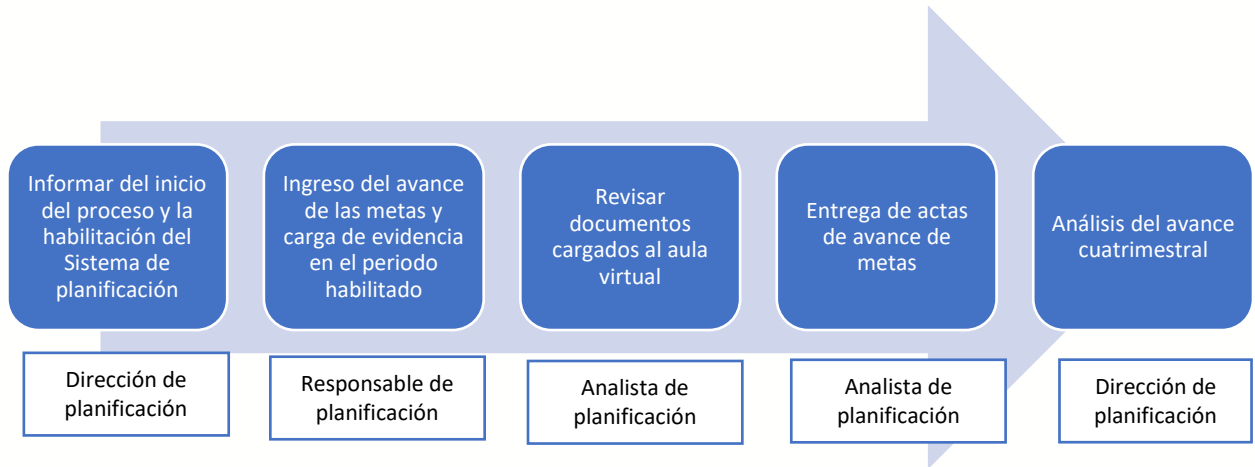 Informar del inicio
del proceso y la
habilitación del
Sistema de
planificación
Ingreso del avance
de las metas y
carga de evidencia
en el periodo
habilitado
Revisar
documentos
cargados al aula
virtual
Entrega de actas
de avance de
metas
Análisis del avance
cuatrimestral
Dirección de
planificación
Responsable de
planificación
Analista de
planificación
Analista de
planificación
Dirección de
planificación